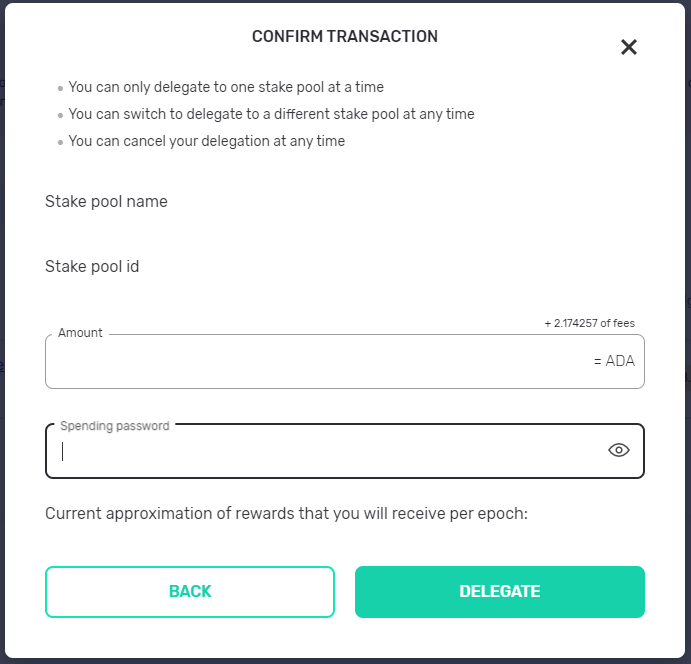 CONFIRM TRANSACTION
You can only delegate to one stake pool at a time
You can switch to delegate to a different stake pool at any time
You can cancel your delegation at any time
Stake pool name
Stake pool id
+ 2.174257 of fees
Amount
= ADA
Spending password
Current approximation of rewards that you will receive per epoch:
BACK
DELEGATE